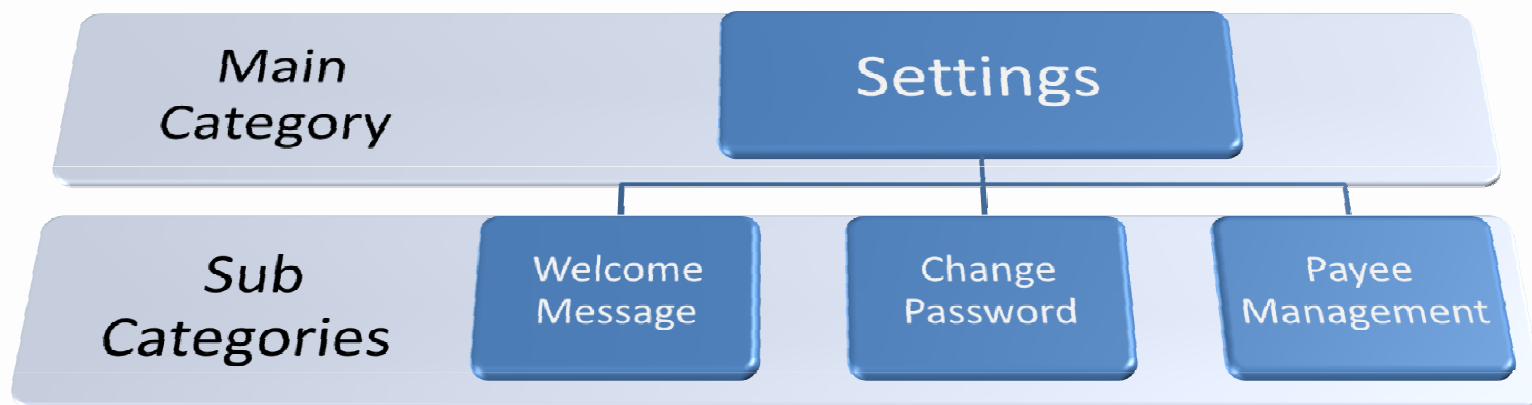 Main
Category
Settings
Sub
Categories
Welcome
Message
Change
Password
Payee
Management